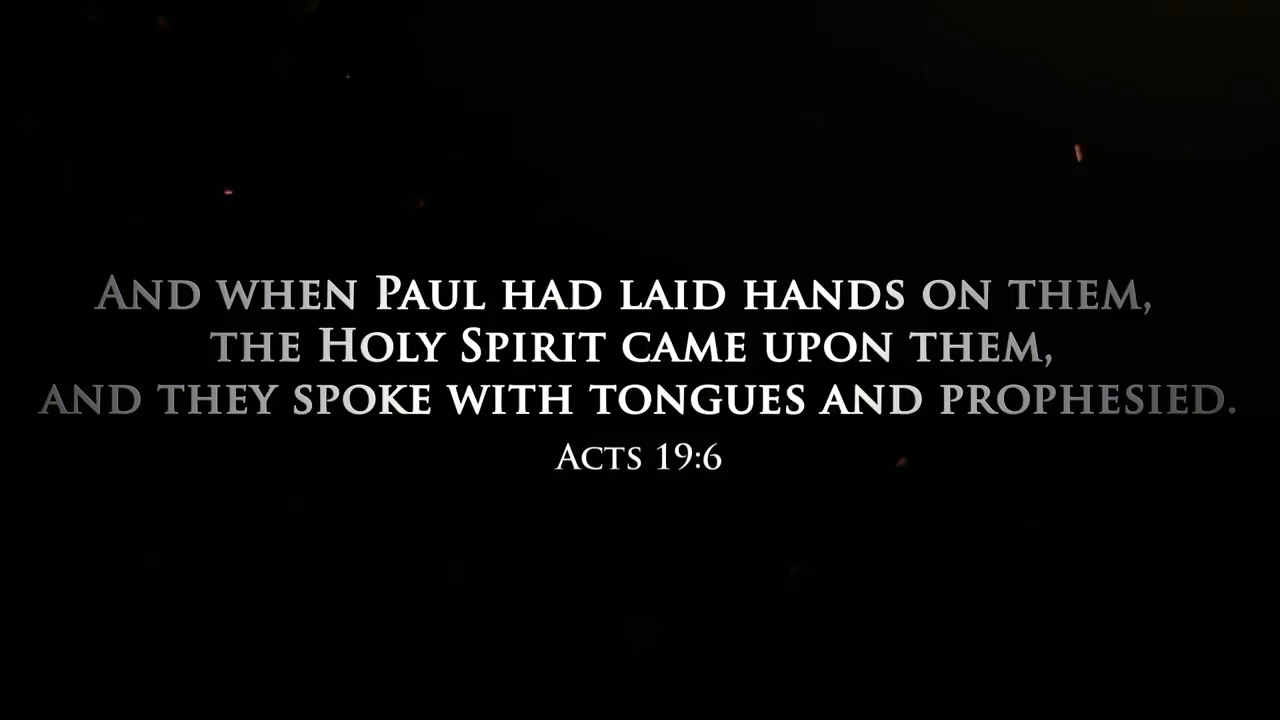 And when Paul had laid hands on them,
the Holy Spirit came upon them,
and they spoke with tongues and prophesied.
Acts 19:6